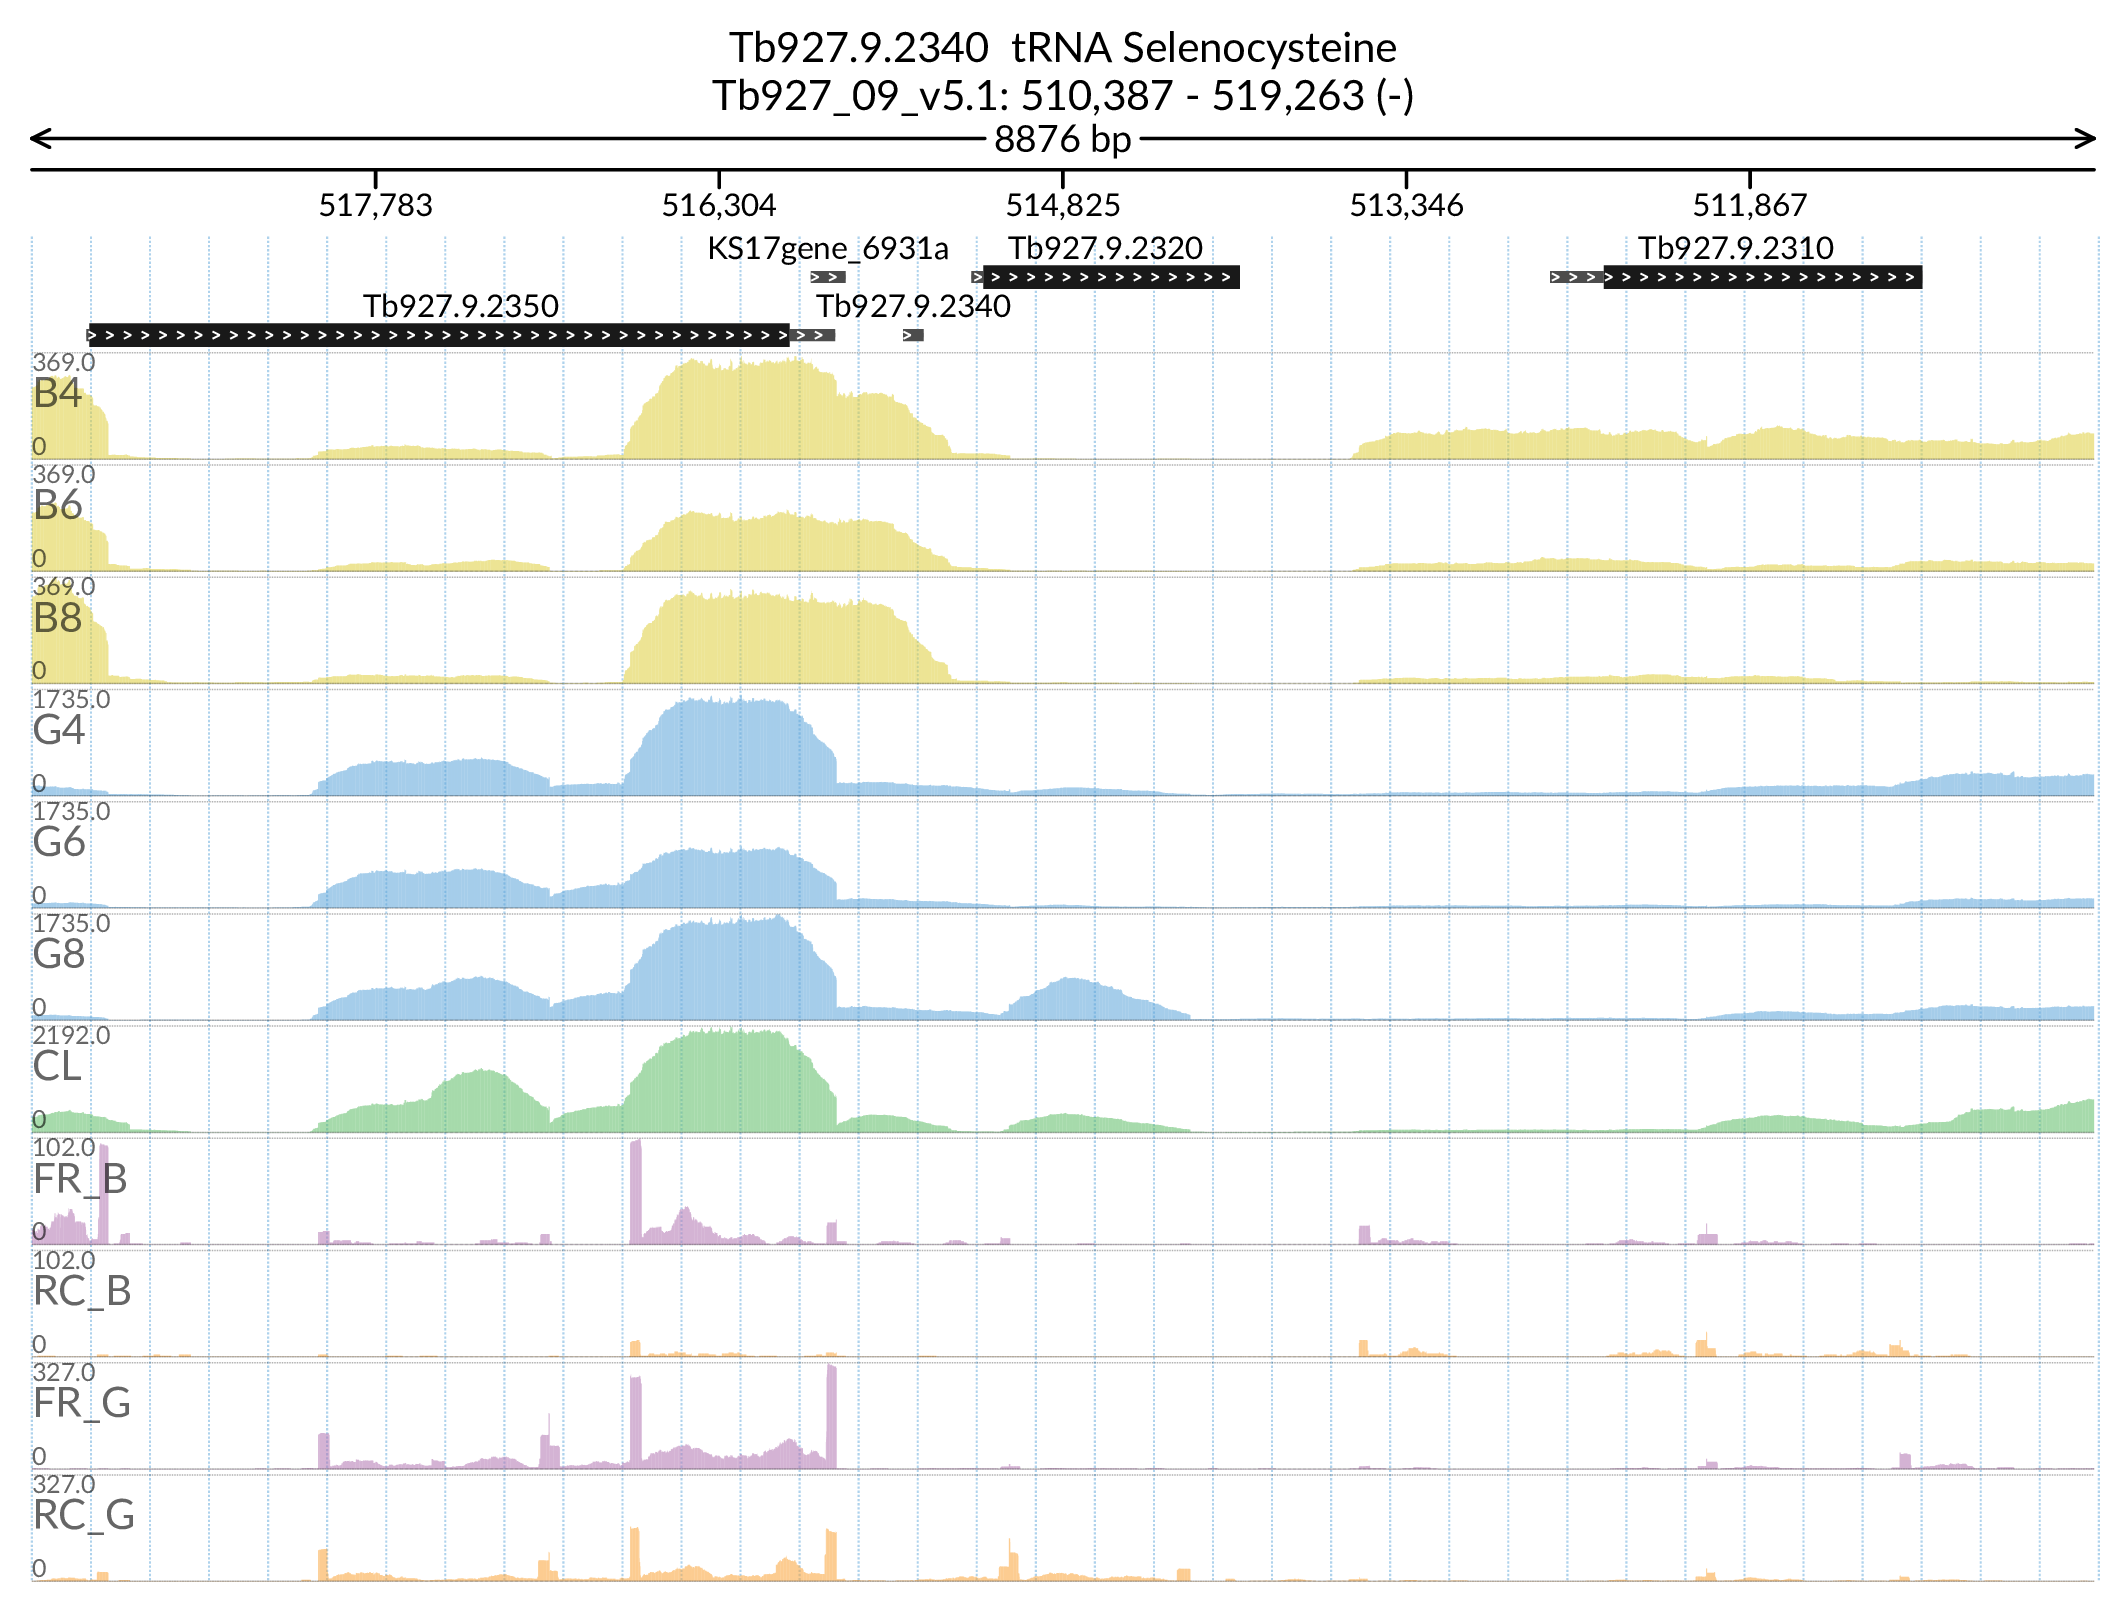 Tb927.9.2340 tRNA Selenocysteine
Tb927_09_v5.1: 510,387 - 519,263 (-)
8876 bp
517,783 516,304 514,825 513,346 511,867
KS17gene_6931a Tb927.9.2320 Tb927.9.2310
Tb927.9.2350 Tb927.9.2340
369.0
B4
0
369.0
B6
0
369.0
B8
0
1735.0
G4
0
1735.0
G6
0
1735.0
G8
0
2192.0
CL
0
102.0
FR_B
0
102.0
RC_B
0
327.0
FR_G
0
327.0
RC_G
0